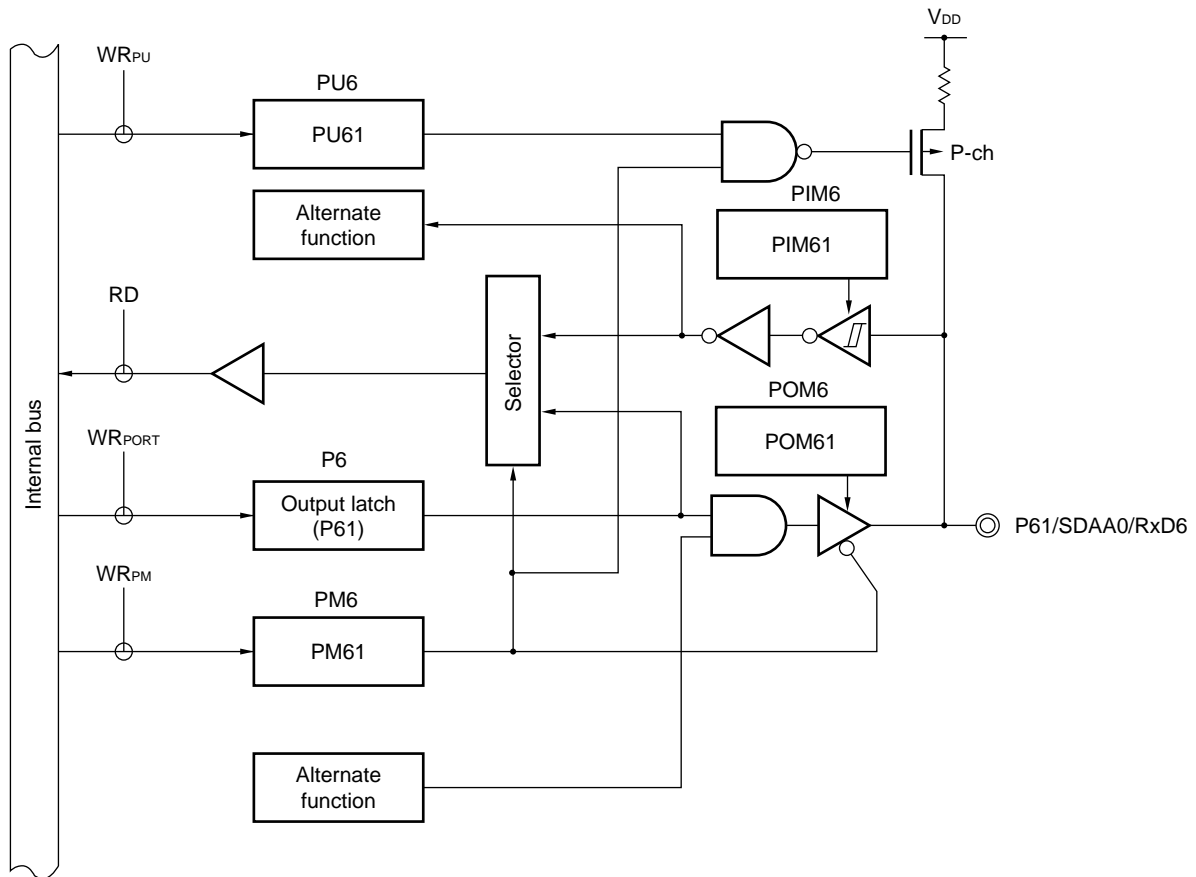 VDD
WRPU
PU6
PU61
P-ch
Alternate
function
PIM6
PIM61
RD
Selector
Internal bus
POM6
POM61
WRPORT
P6
Output latch
(P61)
P61/SDAA0/RxD6
WRPM
PM6
PM61
Alternate
function